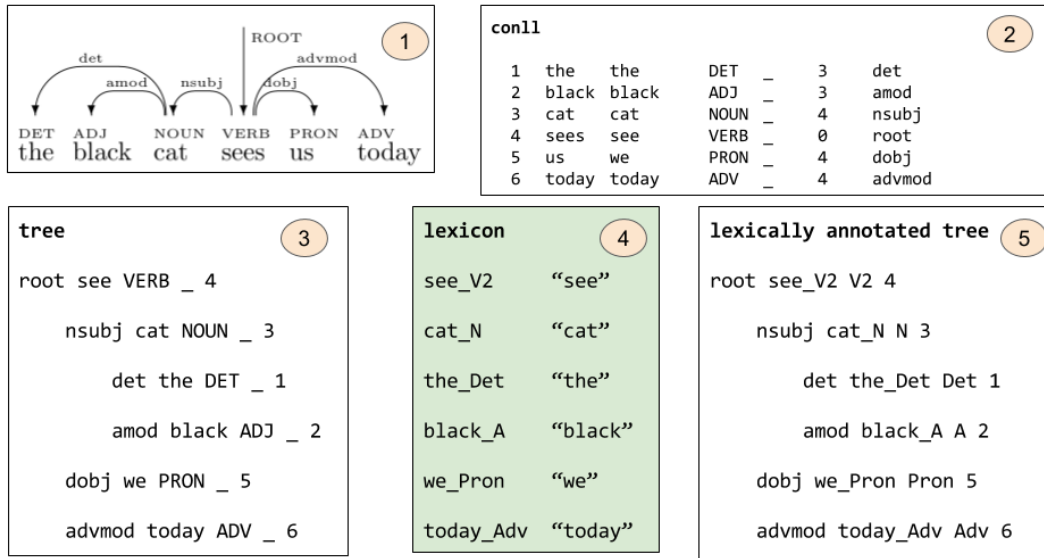 1
ROOT
det
advmod
amod
nsubj
dobj
DET ADJ NOUN VERB PRON ADV
the black cat sees us today
conll
2
1 the the DET _ 3 det
2 black black ADJ _ 3 amod
3 cat cat NOUN _ 4 nsubj
4 sees see VERB _ 0 root
5 us we PRON _ 4 dobj
6 today today ADV _ 4 advmod
tree
3
root see VERB _ 4
nsubj cat NOUN _ 3
det the DET _ 1
amod black ADJ _ 2
dobj we PRON _ 5
advmod today ADV _ 6
lexicon
4
see_V2 “see”
cat_N “cat”
the_Det “the”
black_A “black”
we_Pron “we”
today_Adv “today”
lexically annotated tree
5
root see_V2 V2 4
nsubj cat_N N 3
det the_Det Det 1
amod black_A A 2
dobj we_Pron Pron 5
advmod today_Adv Adv 6